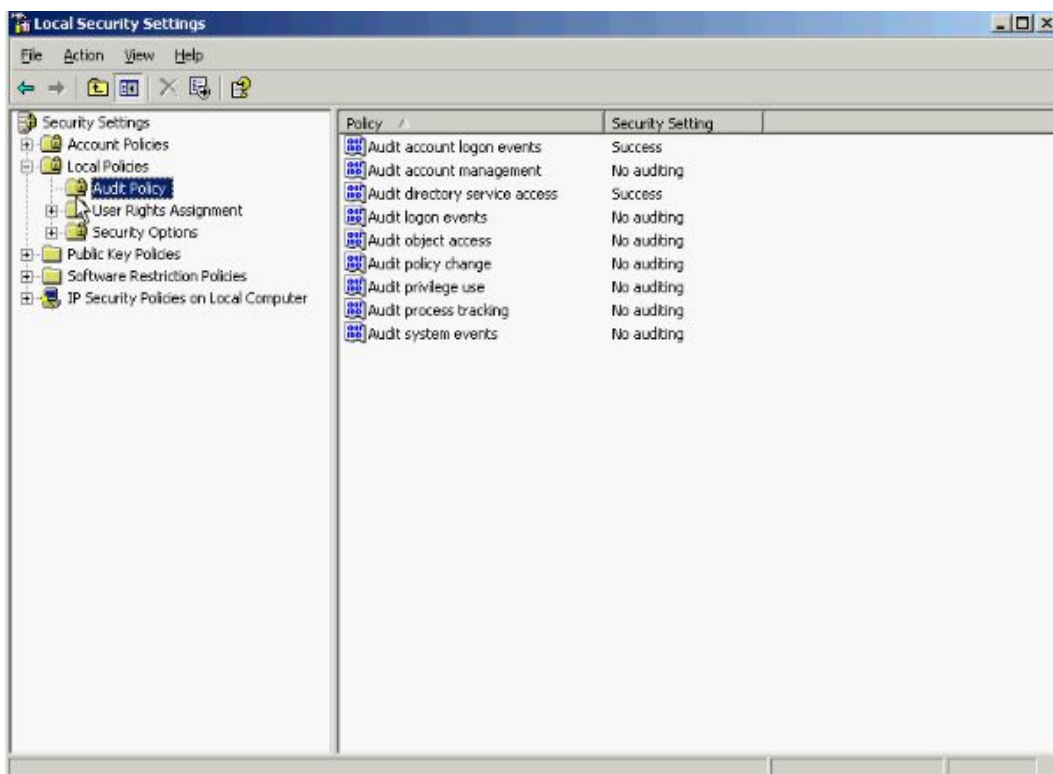 Local Security Settings
File Action View Help
Security Settings
Account Policies
Local Policies
Audit Policy
User Rights Assignment
Security Options
Public Key Policies
Software Restriction Policies
IP Security Policies on Local Computer
Policy Security Setting
Audit account logon events Success
Audit account management No auditing
Audit directory service access Success
Audit logon events No auditing
Audit object access No auditing
Audit policy change No auditing
Audit privilege use No auditing
Audit process tracking No auditing
Audit system events No auditing